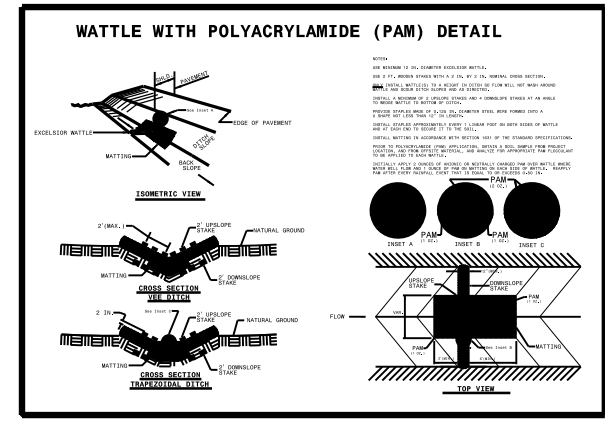 WATTLE WITH POLYACRYLAMIDE (PAM) DETAIL
NOTES:
USE MINIMUM 12 IN. DIAMETER EXCELSIOR WATTLE.
USE 2 FT. WOODEN STAKES WITH A 2 IN. BY 2 IN. NOMINAL CROSS SECTION.
ONLY INSTALL WATTLE(S) TO A HEIGHT IN DITCH SO FLOW WILL NOT WASH AROUND
WATTLE AND SCOUR DITCH SLOPES AND AS DIRECTED.
INSTALL A MINIMUM OF 2 UPSLOPE STAKES AND 4 DOWNSLOPE STAKES AT AN ANGLE
TO WEDGE WATTLE TO BOTTOM OF DITCH.
PROVIDE STAPLES MADE OF 0.125 IN. DIAMETER STEEL WIRE FORMED INTO A
U SHAPE NOT LESS THAN 12" IN LENGTH.
INSTALL STAPLES APPROXIMATELY EVERY 1 LINEAR FOOT ON BOTH SIDES OF WATTLE
AND AT EACH END TO SECURE IT TO THE SOIL.
INSTALL MATTING IN ACCORDANCE WITH SECTION 1631 OF THE STANDARD SPECIFICATIONS.
PRIOR TO POLYACRYLAMIDE (PAM) APPLICATION, OBTAIN A SOIL SAMPLE FROM PROJECT
LOCATION, AND FROM OFFSITE MATERIAL, AND ANALYZE FOR APPROPRIATE PAM FLOCCULANT
TO BE APPLIED TO EACH WATTLE.
INITIALLY APPLY 2 OUNCES OF ANIONIC OR NEUTRALLY CHARGED PAM OVER WATTLE WHERE
WATER WILL FLOW AND 1 OUNCE OF PAM ON MATTING ON EACH SIDE OF WATTLE. REAPPLY
PAM AFTER EVERY RAINFALL EVENT THAT IS EQUAL TO OR EXCEEDS 0.50 IN.
SHLD.
PAVEMENT
See Inset A
EDGE OF PAVEMENT
EXCELSIOR WATTLE
DITCH
SLOPE
MATTING
BACK
SLOPE
ISOMETRIC VIEW
PAM
(2 OZ.)
PAM
(1 OZ.)
PAM
(1 OZ.)
INSET A
INSET B
INSET C
2'(MAX.)
2' UPSLOPE
STAKE
NATURAL GROUND
MATTING
2' DOWNSLOPE
STAKE
CROSS SECTION
VEE DITCH
2 IN.
See Inset C
2' UPSLOPE
STAKE
NATURAL GROUND
MATTING
2' DOWNSLOPE
STAKE
CROSS SECTION
TRAPEZOIDAL DITCH
UPSLOPE
STAKE
DOWNSLOPE
STAKE
PAM
(1 OZ.)
FLOW
VAR.
See Inset B
PAM
(1 OZ.)
MATTING
TOP VIEW